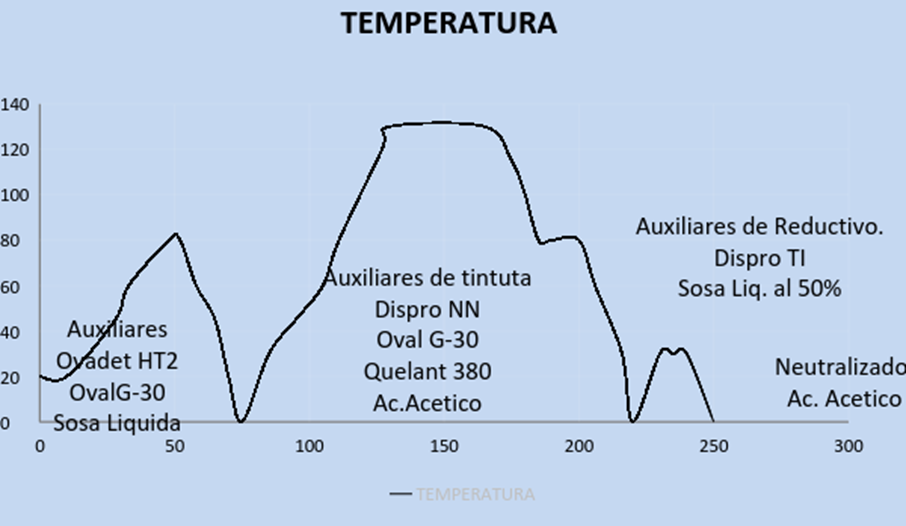 TEMPERATURA
140
120
100
80
60
40
20
0
0 50 100 150 200 250 300
Auxiliares
Ovadet HT2
OvalG-30
Sosa Liquida
Auxiliares de tintuta
Dispro NN
Oval G-30
Quelant 380
Ac.Acetico
Auxiliares de Reductivo.
Dispro TI
Sosa Liq. al 50%
Neutralizado
Ac. Acetico
TEMPERATURA